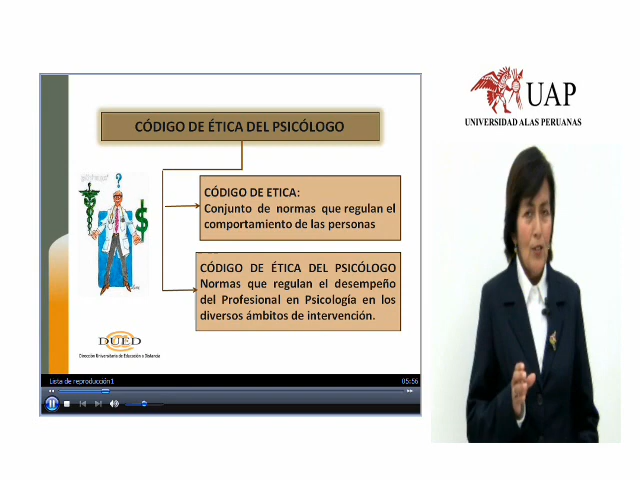 UAP
UNIVERSIDAD ALAS PERUANAS
CÓDIGO DE ÉTICA DEL PSICÓLOGO
?
$
CÓDIGO DE ETICA:
Conjunto de normas que regulan el
comportamiento de las personas
CÓDIGO DE ÉTICA DEL PSICÓLOGO
Normas que regulan el desempeño
del Profesional en Psicología en los
diversos ámbitos de intervención.
DUED
Dirección Universitaria de Educación a Distancia
Lista de reproducción1
05:56